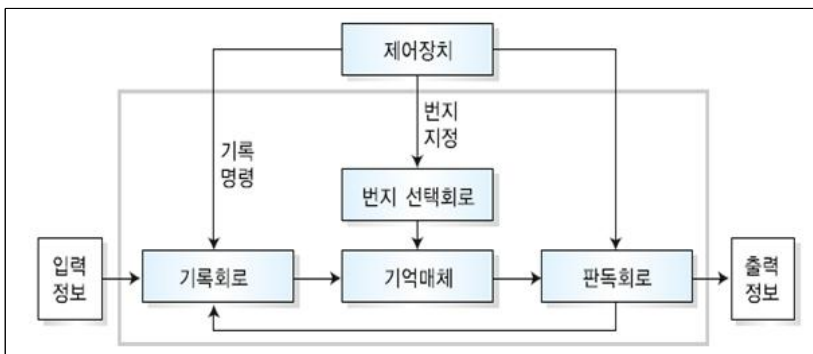 제어장치
번지
지정
기록
명령
번지 선택회로
입력
정보
기록회로
기억매체
판독회로
출력
정보